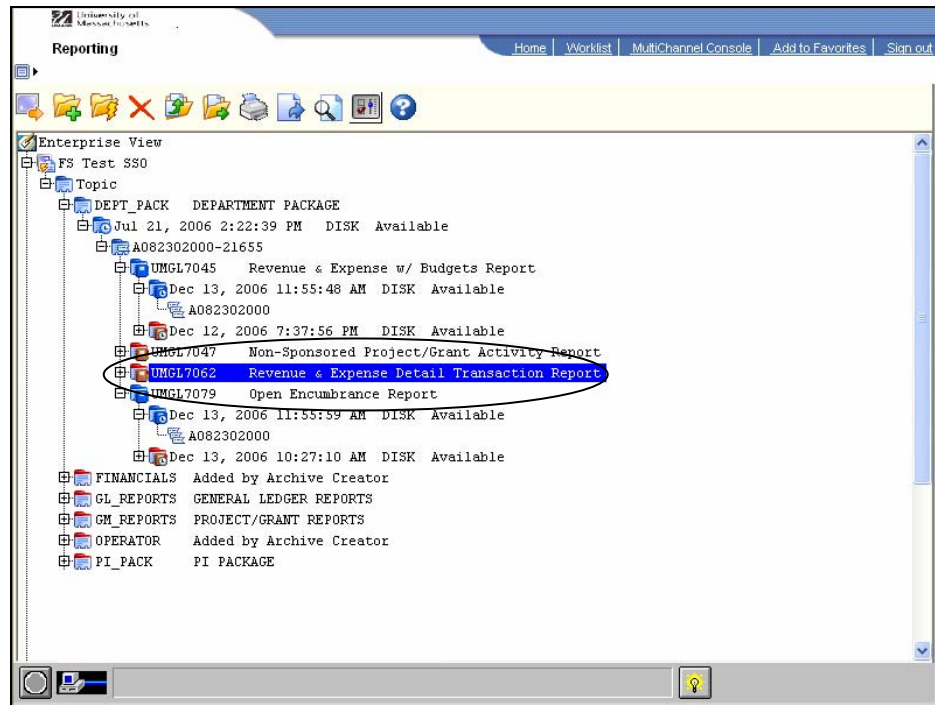 University of
Massachusetts
Reporting
Home | Worklist | MultiChannel Console | Add to Favorites | Sign out
Enterprise View
FS Test SSO
Topic
DEPT_PACK DEPARTMENT PACKAGE
Jul 21, 2006 2:22:39 PM DISK Available
A082302000-21655
UMGL7045 Revenue & Expense w/ Budgets Report
Dec 13, 2006 11:55:48 AM DISK Available
A082302000
Dec 12, 2006 7:37:56 PM DISK Available
UMGL7047 Non-Sponsored Project/Grant Activity Report
UMGL7062 Revenue & Expense Detail Transaction Report
UMGL7079 Open Encumbrance Report
Dec 13, 2006 11:55:59 AM DISK Available
A082302000
Dec 13, 2006 10:27:10 AM DISK Available
FINANCIALS Added by Archive Creator
GL_REPORTS GENERAL LEDGER REPORTS
GM_REPORTS PROJECT/GRANT REPORTS
OPERATOR Added by Archive Creator
PI_PACK PI PACKAGE